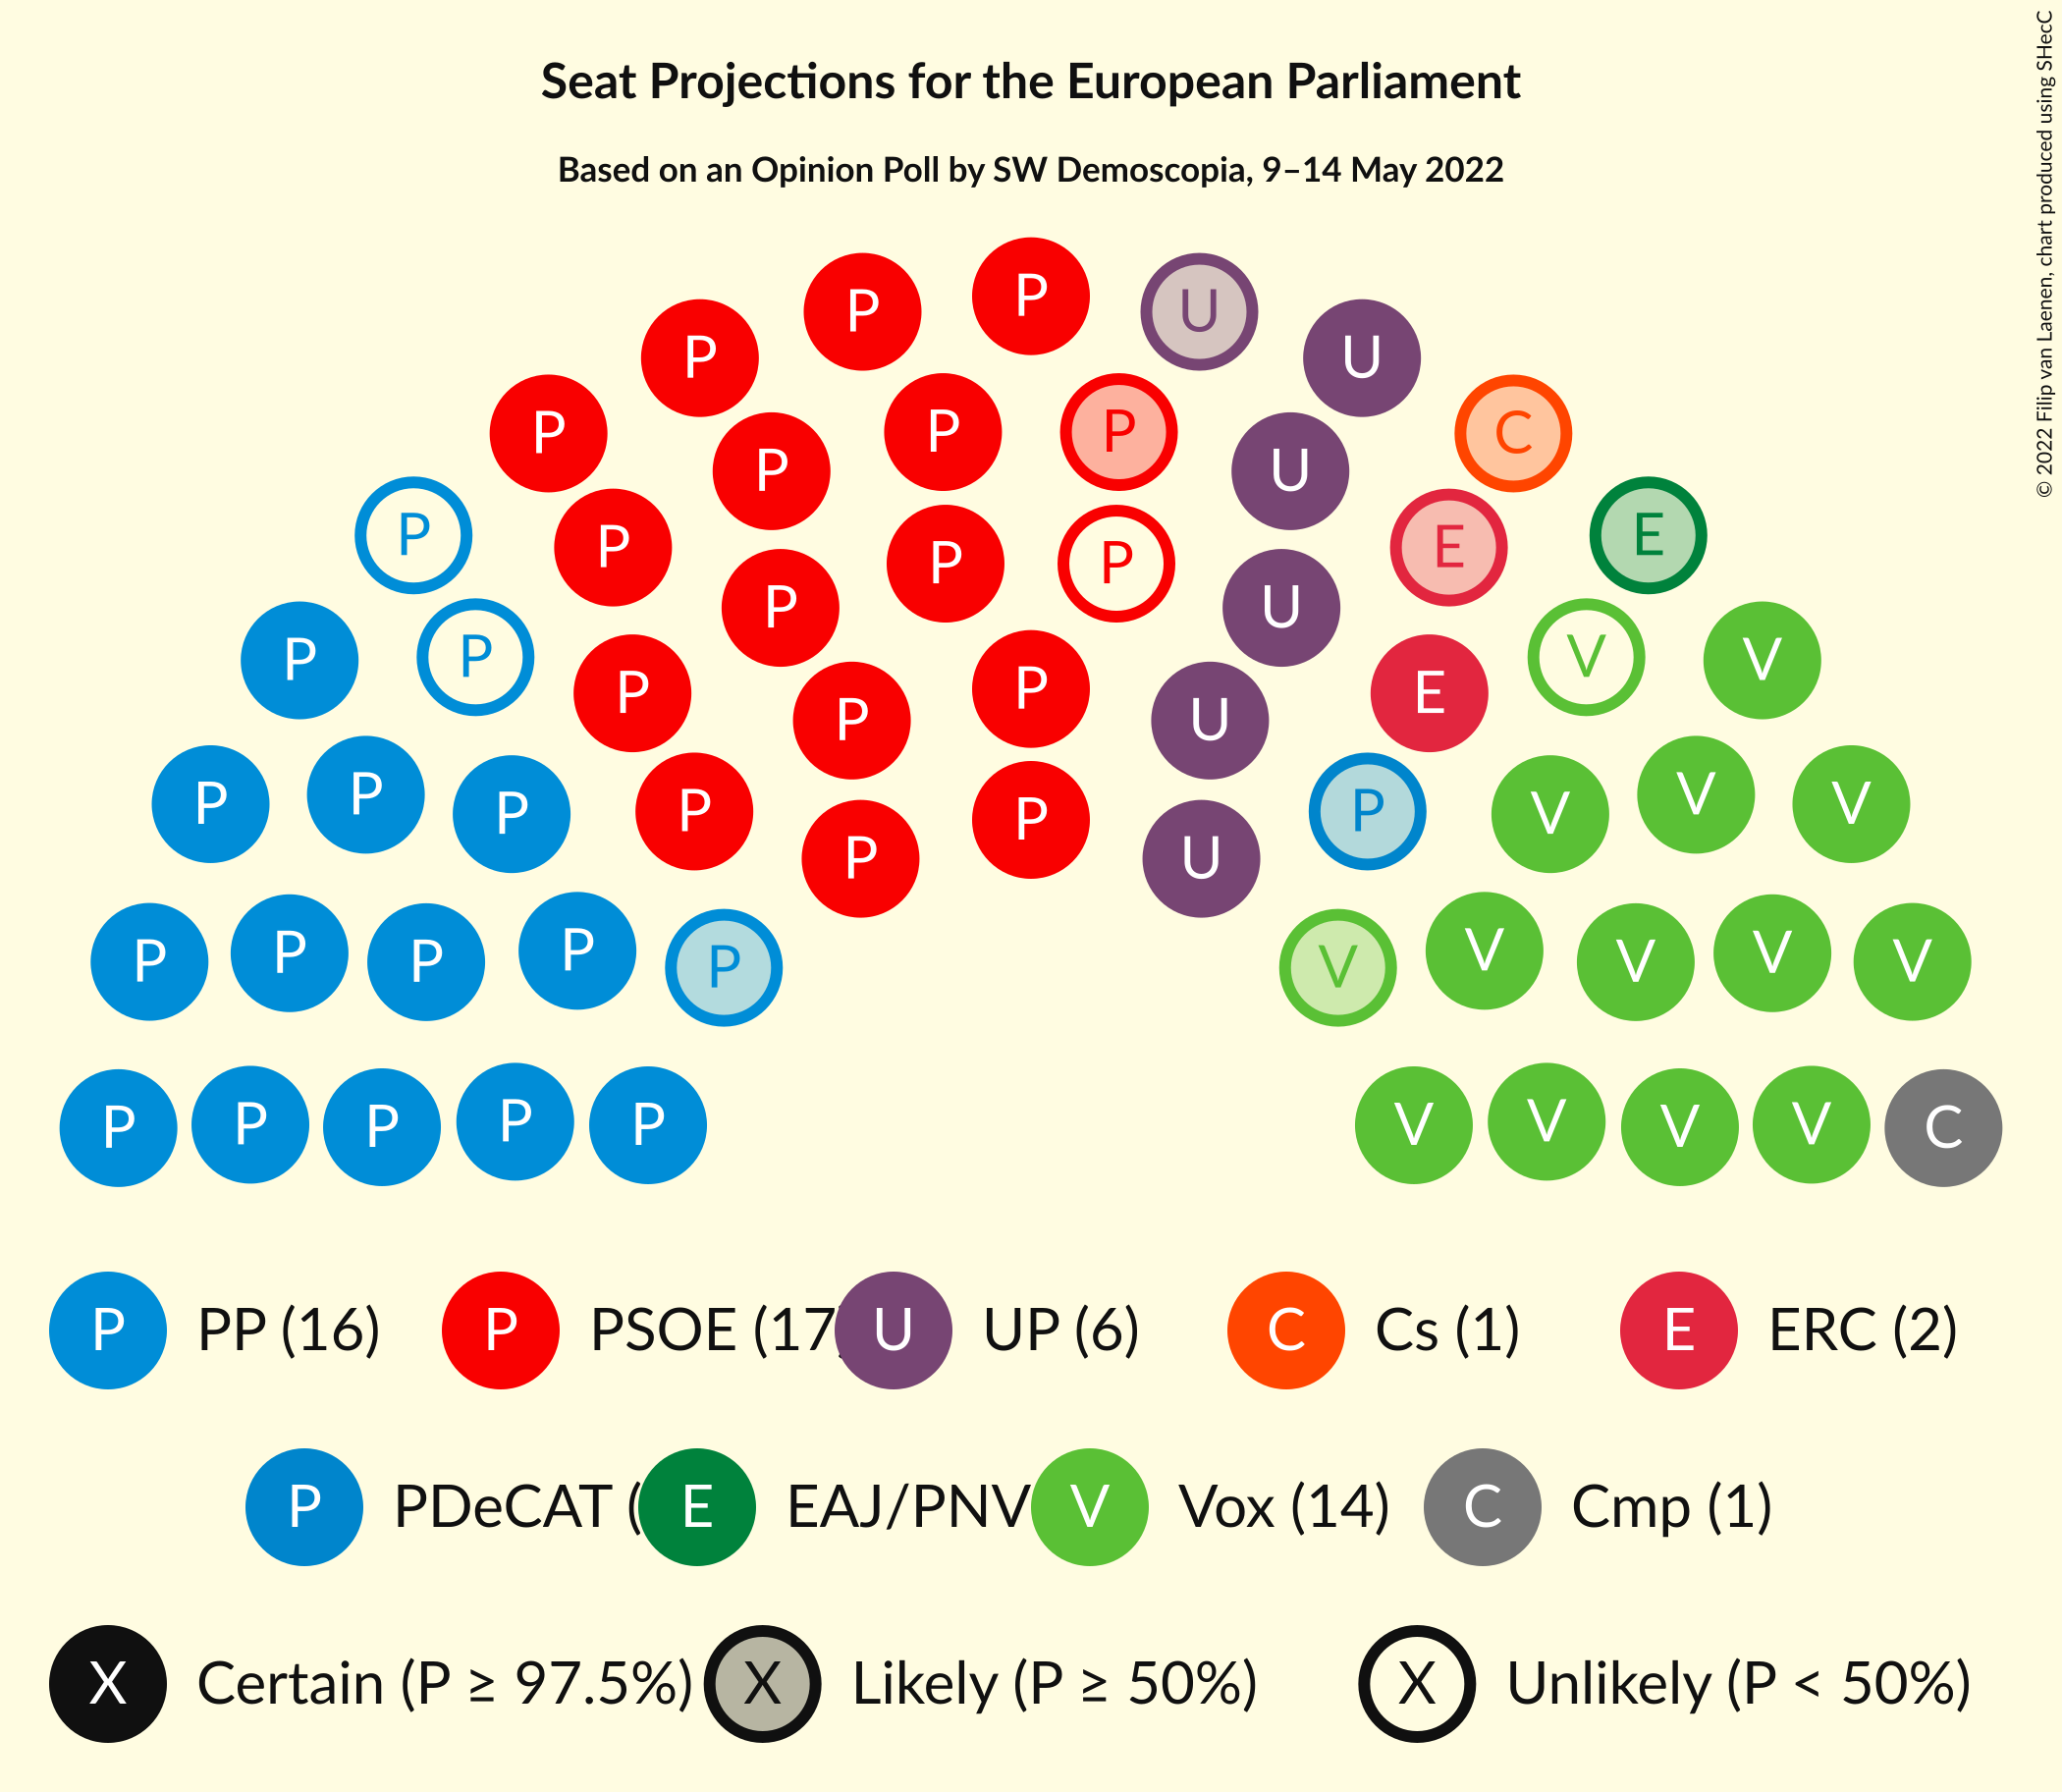 Seat Projections for the European Parliament
Based on an Opinion Poll by SW Demoscopia, 9–14 May 2022
© 2022 Filip van Laenen, chart produced using SHecC
P P U
P P U
P P P U C
P P U E E
P P P
P P U
P P P E V V
P P U
P P P P P V V V
P P U
P P P P P V V V V V
P P P P P V V V V C
P PP (16) P PSOE (17 U UP (6) C Cs (1) E ERC (2)
P PDeCAT ( E EAJ/PNV V Vox (14) C Cmp (1)
X Certain (P ≥ 97.5%) X Likely (P ≥ 50%) X Unlikely (P < 50%)